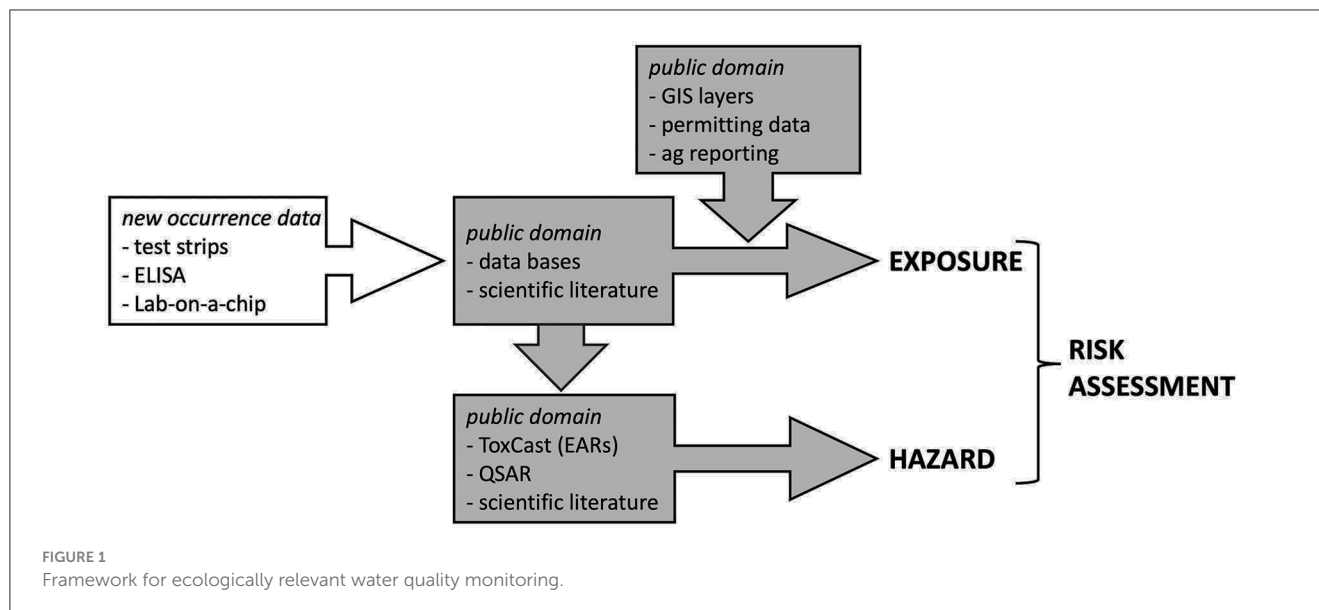 public domain
- GIS layers
- permitting data
- ag reporting
new occurrence data
- test strips
- ELISA
- Lab-on-a-chip
public domain
- data bases
- scientific literature
EXPOSURE
RISK
ASSESSMENT
public domain
- ToxCast (EARs)
- QSAR
- scientific literature
HAZARD
FIGURE 1
Framework for ecologically relevant water quality monitoring.